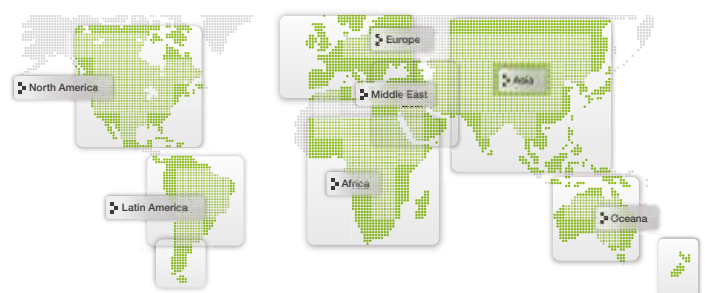 Europe
Asia
North America
Middle East
Africa
Latin America
Oceana